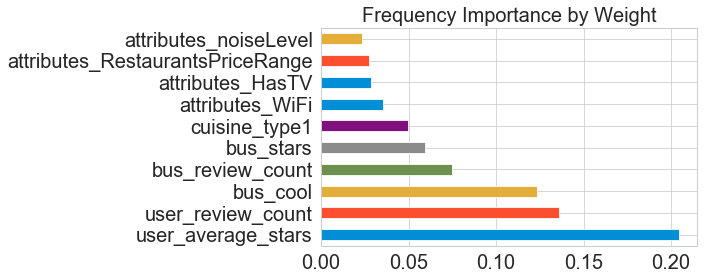 Frequency Importance by Weight
attributes_noiseLevel
attributes_RestaurantsPriceRange
attributes_HasTV
attributes_WiFi
cuisine_type1
bus_stars
bus_review_count
bus_cool
user_review_count
user_average_stars
0.00 0.05 0.10 0.15 0.20